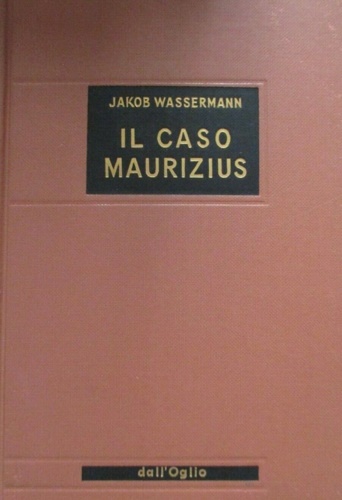 JAKOB WASSERMANN
IL CASO
MAURIZIUS
dall'Oglio